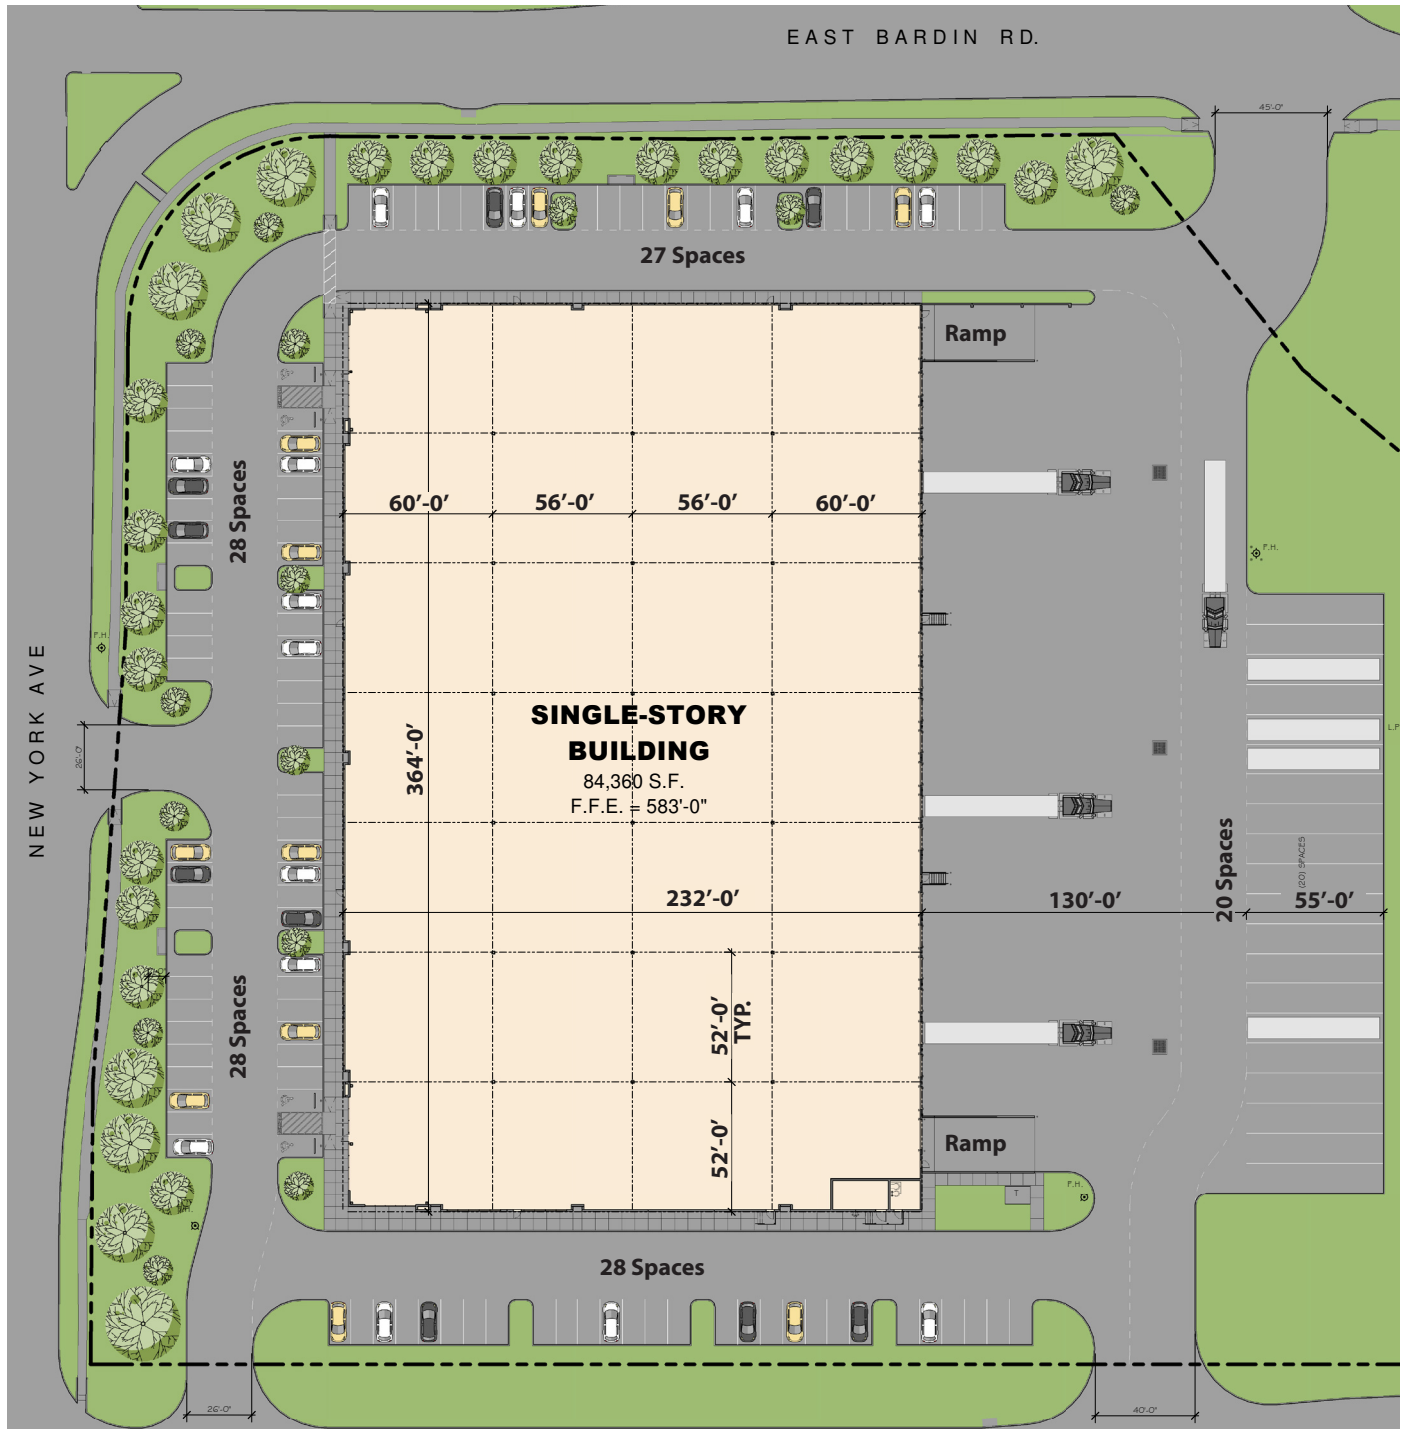 EAST BARDIN RD.
45'-0"
27 Spaces
Ramp
28 Spaces
60'-0'
56'-0'
56'-0'
60'-0'
F.H.
F.H.
NEW YORK AVE
26'-0"
364'-0'
SINGLE-STORY
BUILDING
84,360 S.F.
F.F.E. = 583'-0"
L.P
20 Spaces
(20) SPACES
232'-0'
130'-0'
55'-0'
28 Spaces
52'-0'
TYP.
52'-0'
Ramp
F.H.
T
28 Spaces
26'-0"
40'-0"